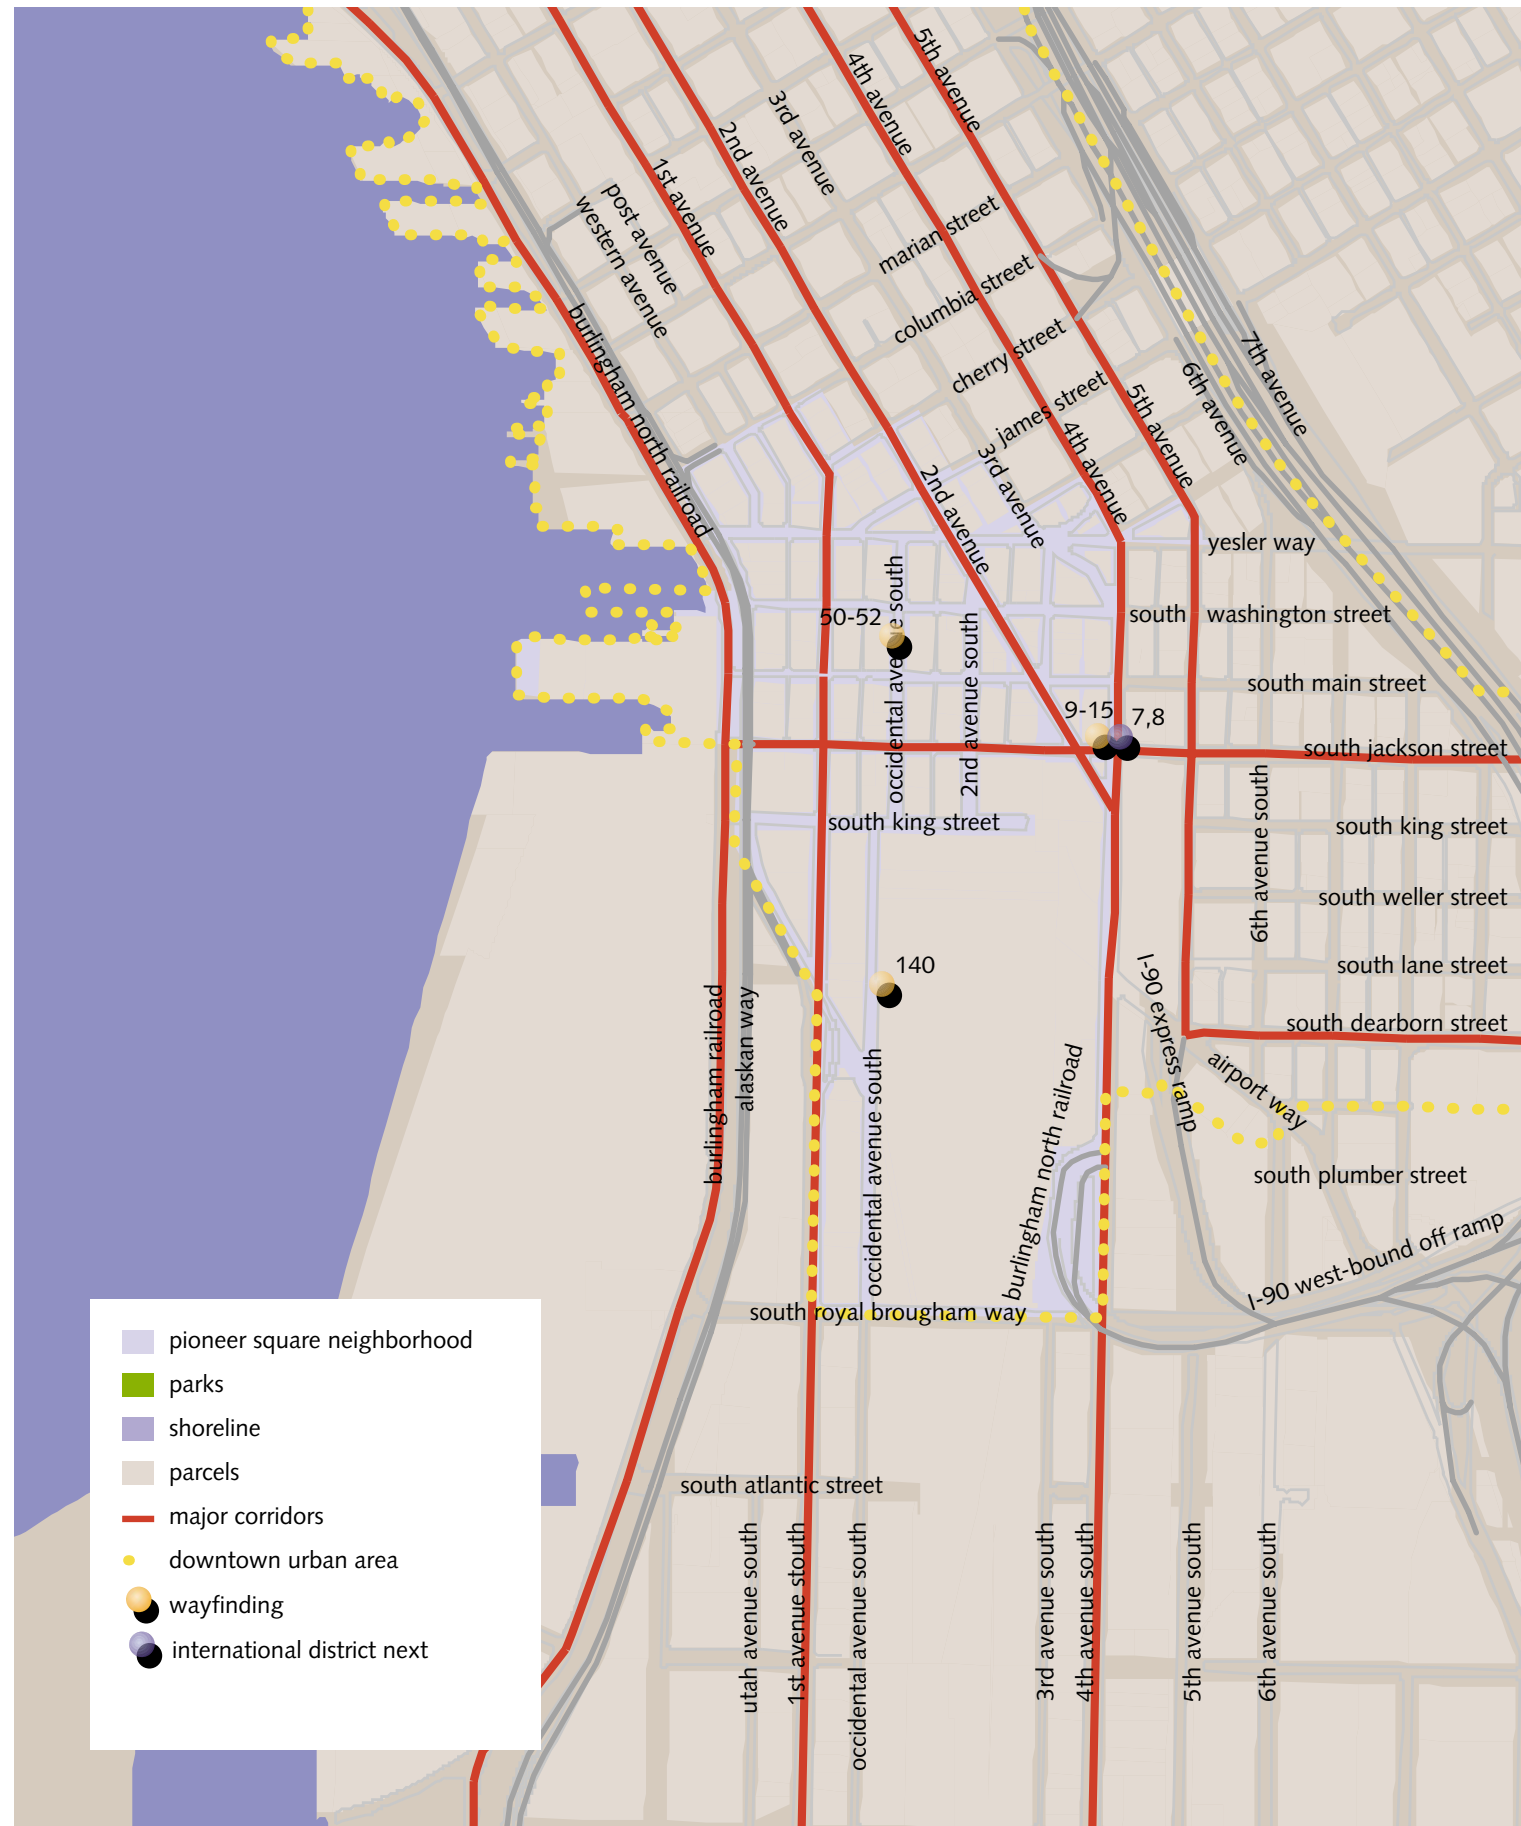 5th avenue
4th avenue
3rd avenue
2nd avenue
1st avenue
post avenue
western avenue
marian street
columbia street
cherry street
james street
burlingham north railroad
7th avenue
6th avenue
5th avenue
4th avenue
3rd avenue
2nd avenue
yesler way
50-52
occidental avenue south
2nd avenue south
south washington street
south main street
9-15
7,8
south jackson street
south king street
6th avenue south
south king street
south weller street
140
south lane street
I-90 express ramp
south dearborn street
burlingham railroad
alaskan way
occidental avenue south
burlingham north railroad
airport way
south plumber street
I-90 west-bound off ramp
south royal brougham way
pioneer square neighborhood
parks
shoreline
parcels
major corridors
downtown urban area
wayfinding
international district next
south atlantic street
utah avenue south
1st avenue stouth
occidental avenue south
3rd avenue south
4th avenue south
5th avenue south
6th avenue south